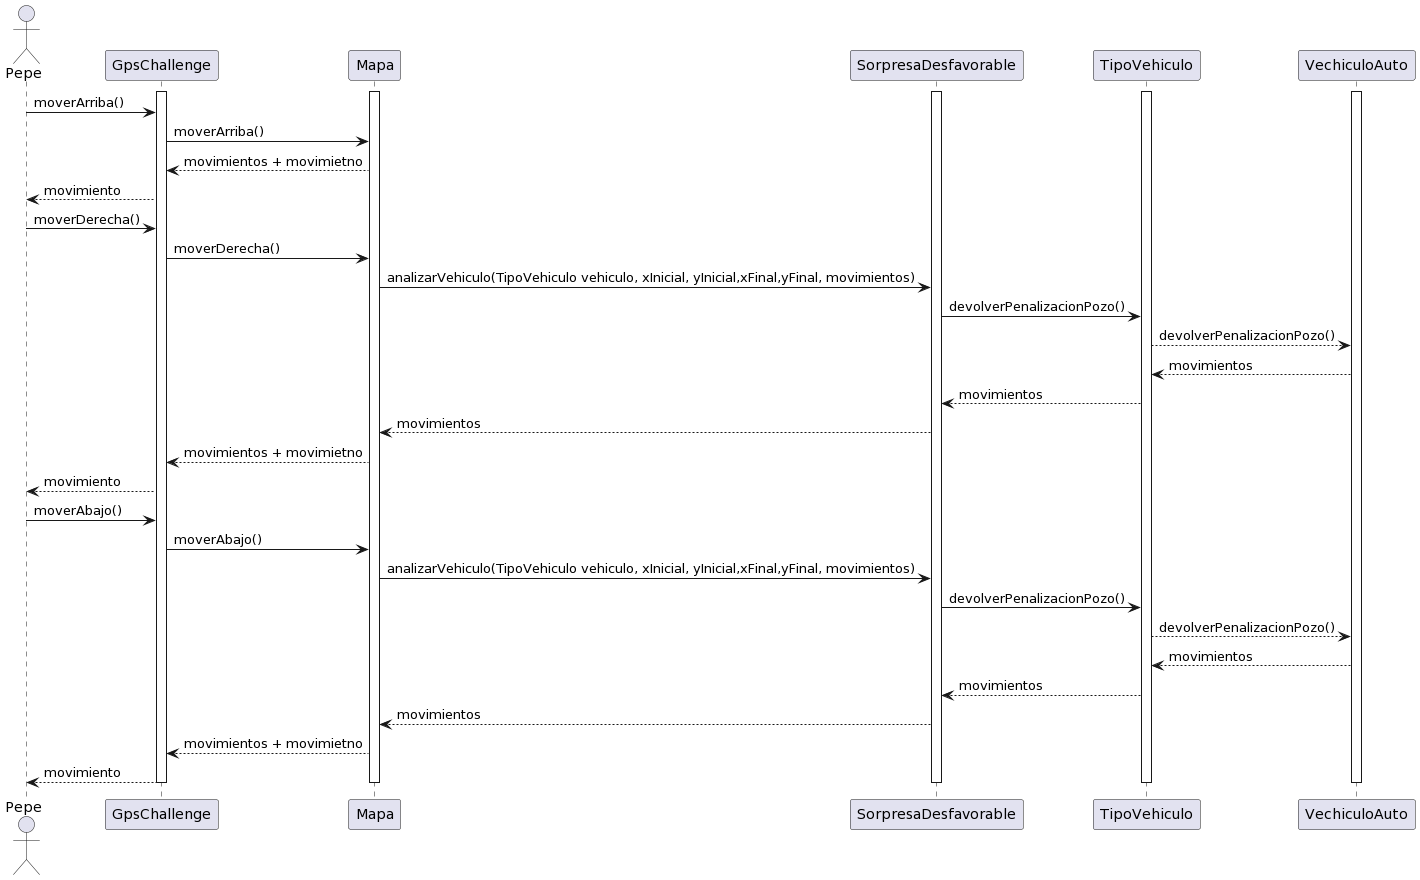 Pepe
GpsChallenge
Mapa
SorpresaDesfavorable
TipoVehiculo
VechiculoAuto
moverArriba()
moverArriba()
movimientos + movimietno
movimiento
moverDerecha()
moverDerecha()
analizarVehiculo(TipoVehiculo vehiculo, xInicial, yInicial,xFinal,yFinal, movimientos)
devolverPenalizacionPozo()
devolverPenalizacionPozo()
movimientos
movimientos
movimientos
movimientos + movimietno
movimiento
moverAbajo()
moverAbajo()
analizarVehiculo(TipoVehiculo vehiculo, xInicial, yInicial,xFinal,yFinal, movimientos)
devolverPenalizacionPozo()
devolverPenalizacionPozo()
movimientos
movimientos
movimientos
movimientos + movimietno
movimiento
Pepe
GpsChallenge
Mapa
SorpresaDesfavorable
TipoVehiculo
VechiculoAuto